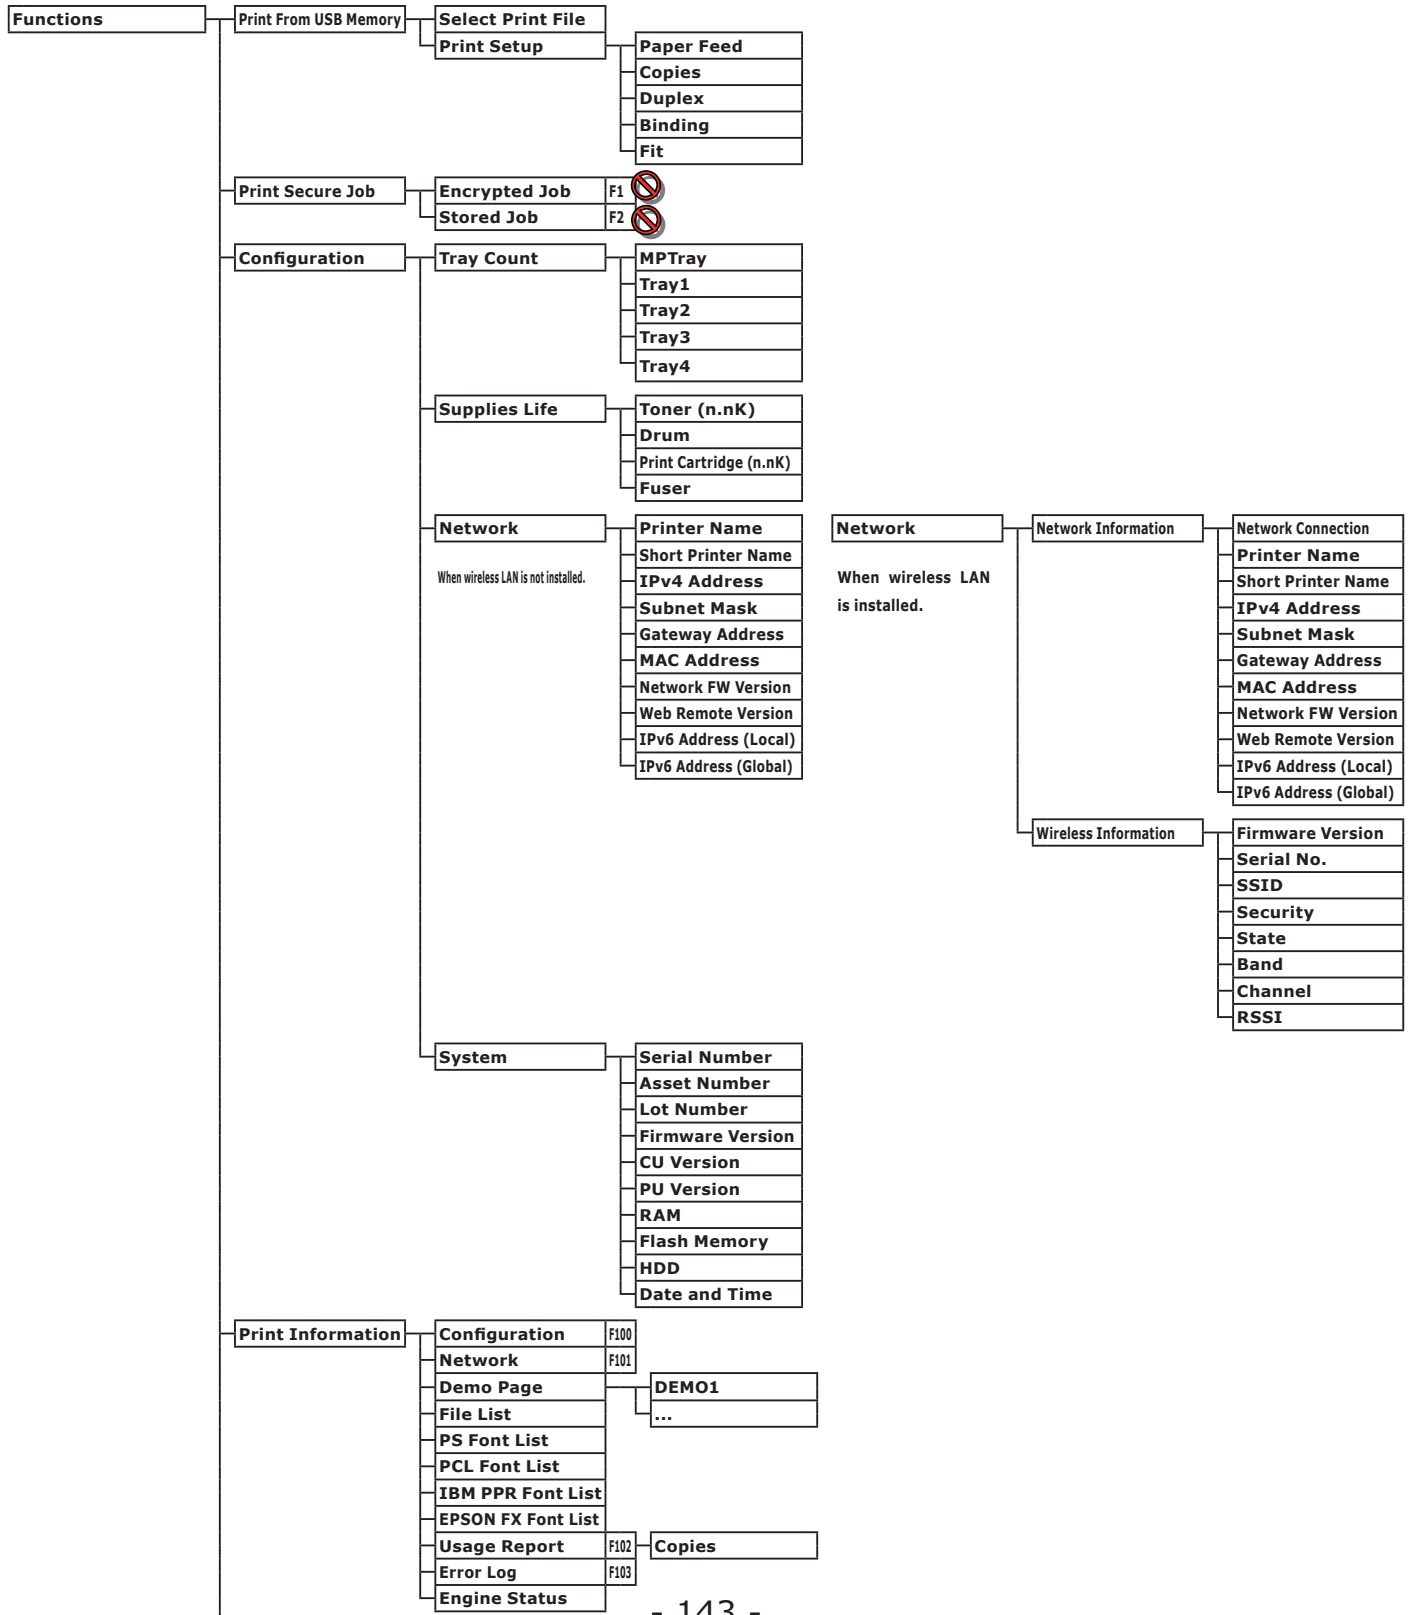 Functions
Print From USB Memory
Select Print File
Print Setup
Paper Feed
Copies
Duplex
Binding
Fit
Print Secure Job
Encrypted Job F1
Stored Job F2
Configuration
Tray Count
MPTray
Tray1
Tray2
Tray3
Tray4
Supplies Life
Toner (n.nK)
Drum
Print Cartridge (n.nK)
Fuser
Network
When wireless LAN is not installed.
Printer Name
Short Printer Name
IPv4 Address
Subnet Mask
Gateway Address
MAC Address
Network FW Version
Web Remote Version
IPv6 Address (Local)
IPv6 Address (Global)
Network
When wireless LAN
is installed.
Network Information
Network Connection
Printer Name
Short Printer Name
IPv4 Address
Subnet Mask
Gateway Address
MAC Address
Network FW Version
Web Remote Version
IPv6 Address (Local)
IPv6 Address (Global)
Wireless Information
Firmware Version
Serial No.
SSID
Security
State
Band
Channel
RSSI
System
Serial Number
Asset Number
Lot Number
Firmware Version
CU Version
PU Version
RAM
Flash Memory
HDD
Date and Time
Print Information
Configuration F100
Network F101
Demo Page
DEMO1
...
File List
PS Font List
PCL Font List
IBM PPR Font List
EPSON FX Font List
Usage Report F102
Copies
Error Log F103
Engine Status
- 143 -